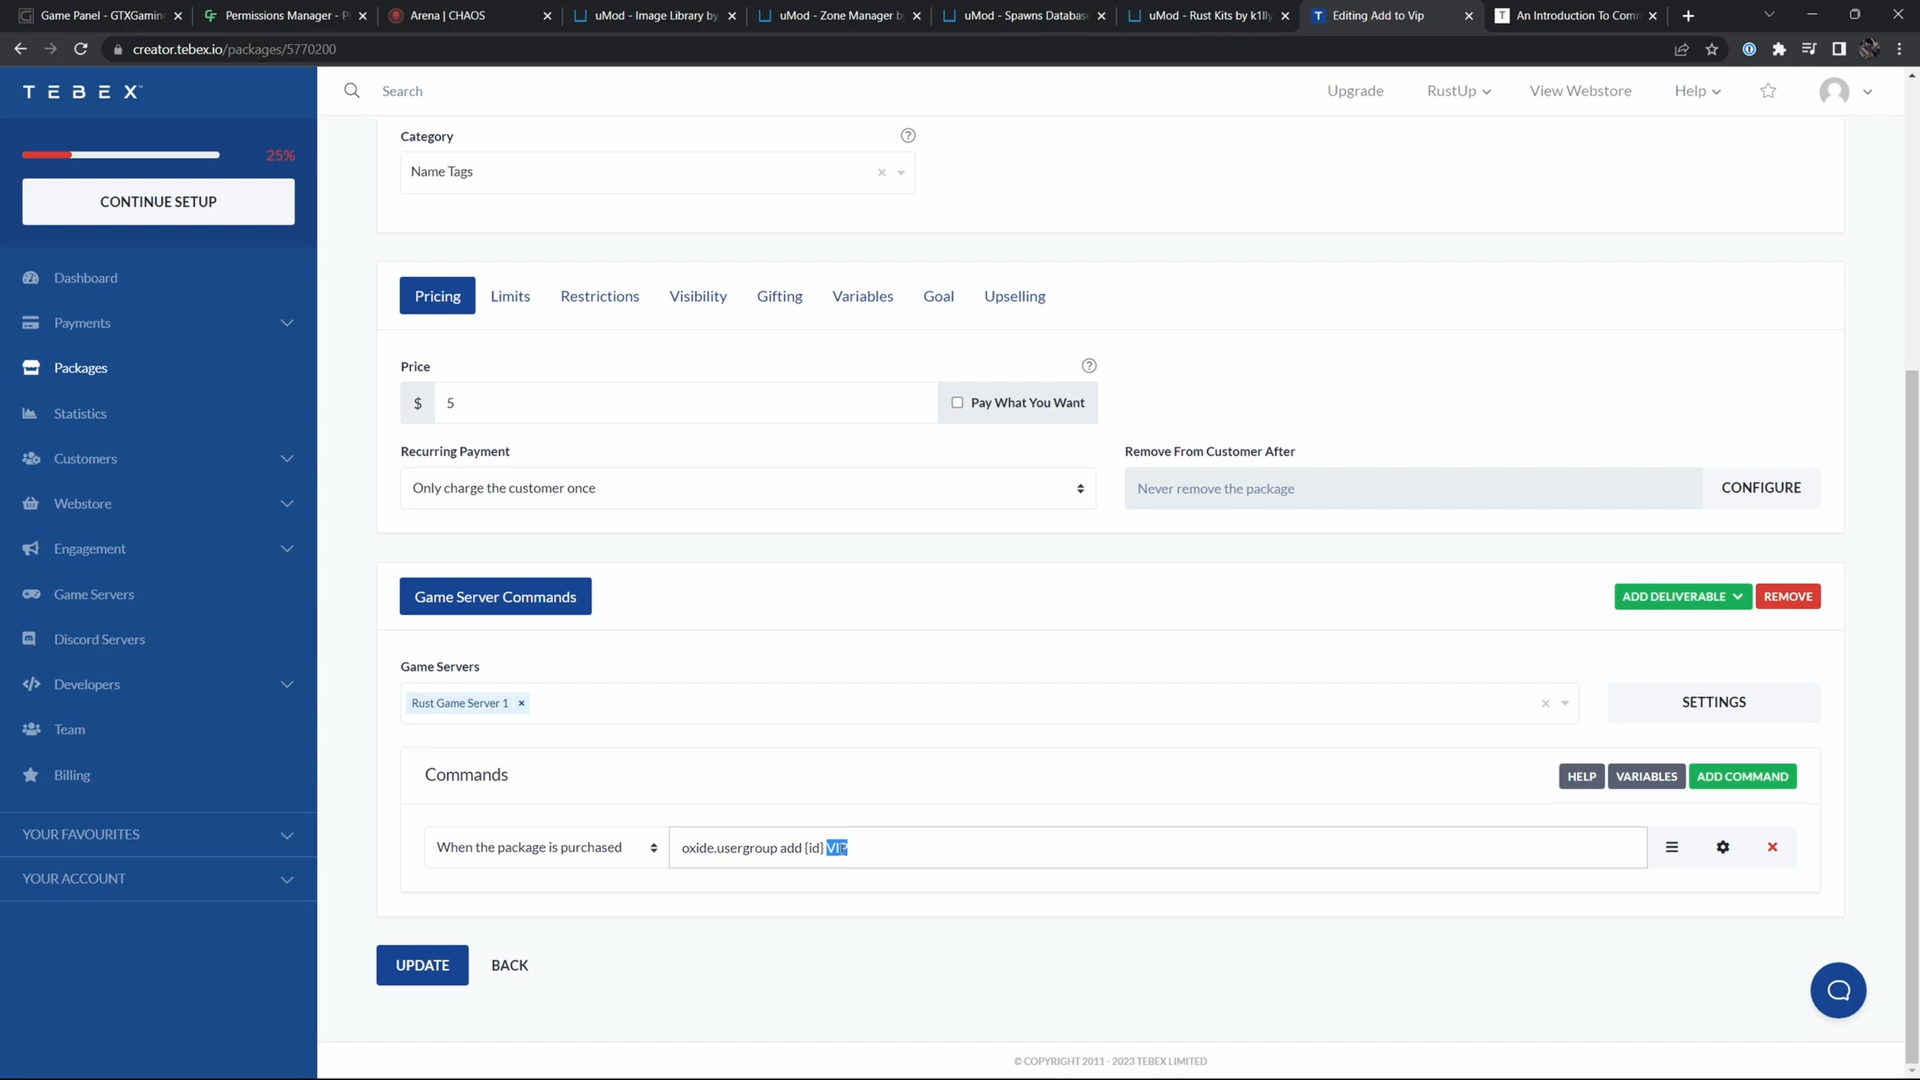 Game Panel - GTXGamin
Permissions Manager - P
Arena | CHAOS
uMod - Image Library by
uMod - Zone Manager b
uMod - Spawns Databas
uMod - Rust Kits by k1lly
Editing Add to Vip
An Introduction To Com
creator.tebex.io/packages/5770200
TEBEX
Search
Upgrade
RustUp
View Webstore
Help
25%
CONTINUE SETUP
Dashboard
Payments
Packages
Statistics
Customers
Webstore
Engagement
Game Servers
Discord Servers
Developers
Team
Billing
YOUR FAVOURITES
YOUR ACCOUNT
Category
Name Tags
Pricing
Limits
Restrictions
Visibility
Gifting
Variables
Goal
Upselling
Price
$
5
Pay What You Want
Recurring Payment
Only charge the customer once
Remove From Customer After
Never remove the package
CONFIGURE
Game Server Commands
ADD DELIVERABLE
REMOVE
Game Servers
Rust Game Server 1
SETTINGS
Commands
HELP
VARIABLES
ADD COMMAND
When the package is purchased
oxide.usergroup add {id} VIP
UPDATE
BACK
© COPYRIGHT 2011 - 2023 TEBEX LIMITED